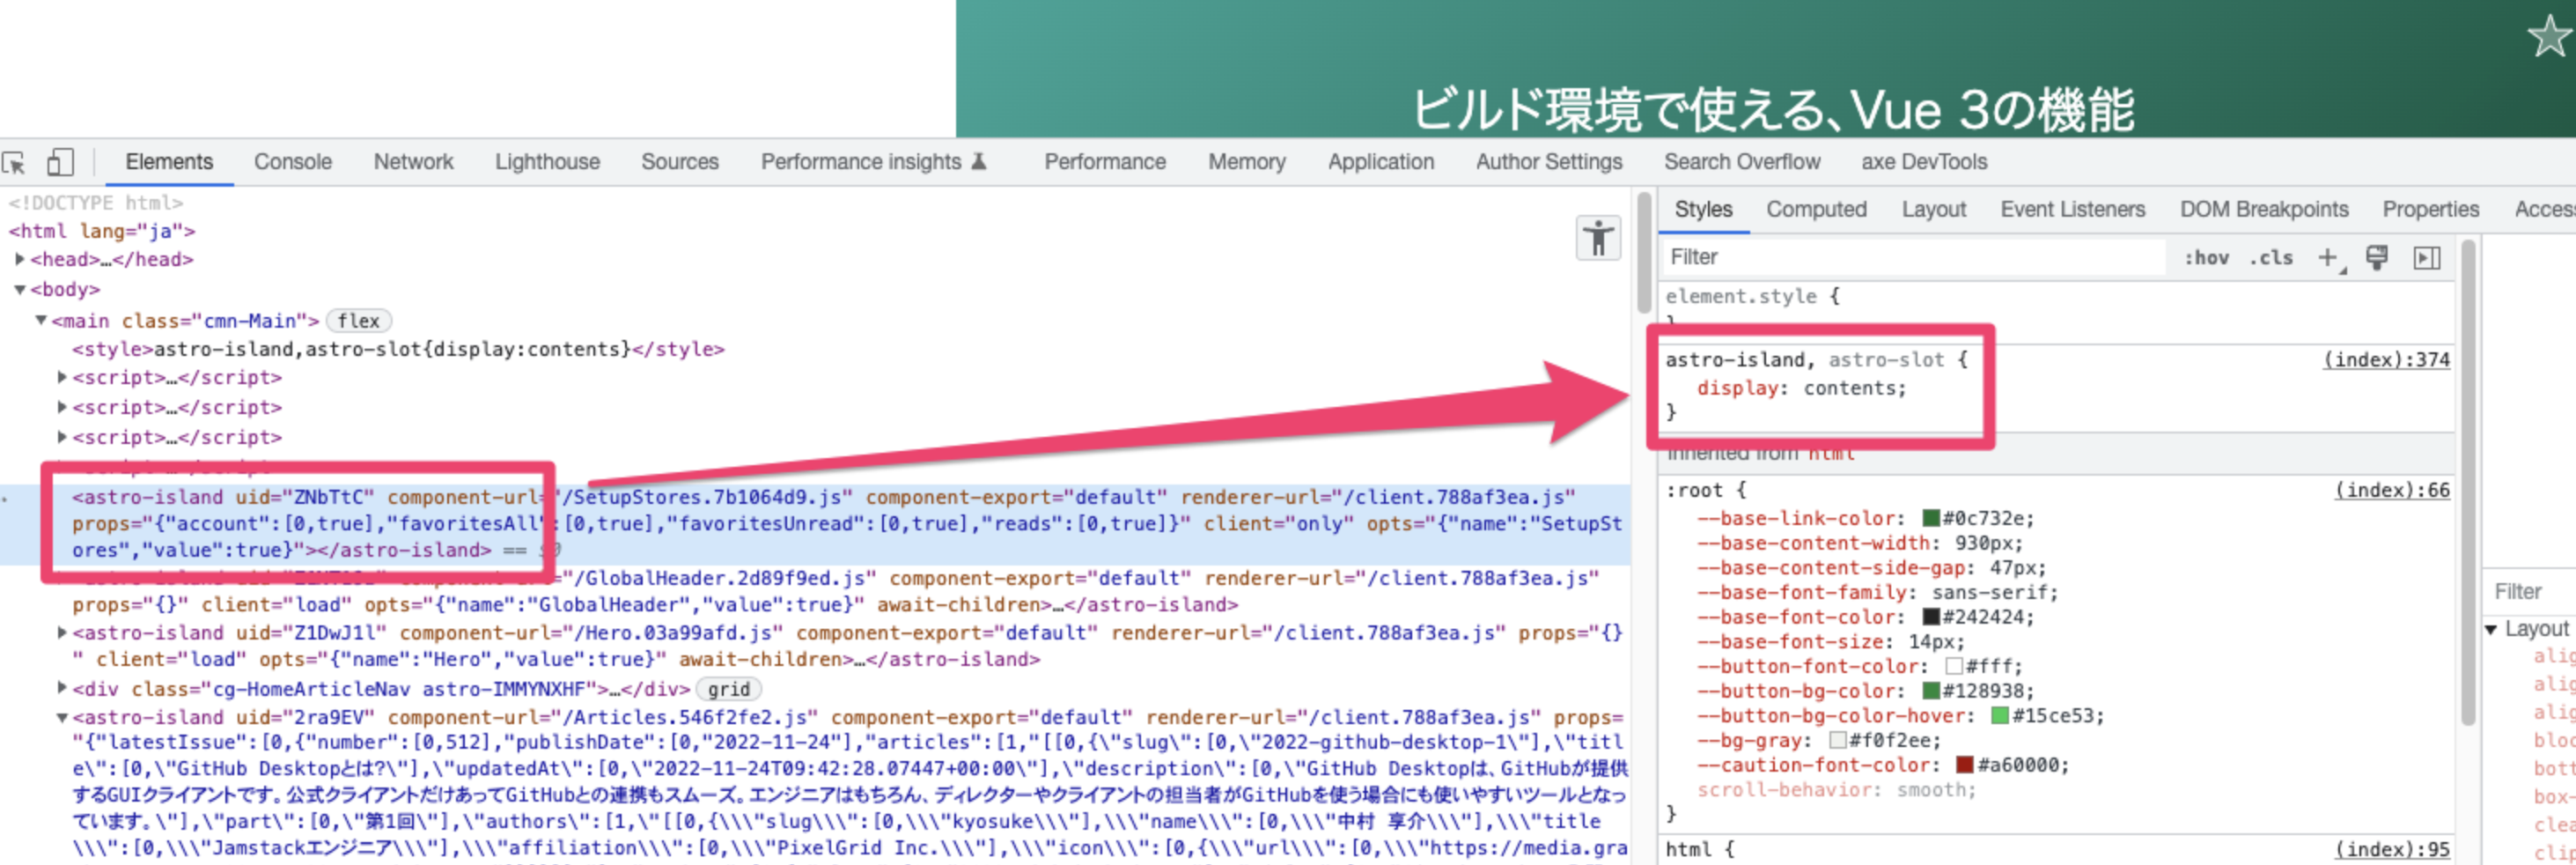 ビルド環境で使える、Vue 3の機能
Elements Console Network Lighthouse Sources Performance insights Performance Memory Application Author Settings Search Overflow axe DevTools
<!DOCTYPE html>
<html lang="ja">
<head>…</head>
<body>
<main class="cmn-Main"> flex
<style>astro-island,astro-slot{display:contents}</style>
<script>…</script>
<script>…</script>
<script>…</script>
<astro-island uid="ZNbTtC" component-url="/SetupStores.7b1064d9.js" component-export="default" renderer-url="/client.788af3ea.js"
props="{"account":[0,true],"favoritesAll":[0,true],"favoritesUnread":[0,true],"reads":[0,true]}" client="only" opts="{"name":"SetupSt
ores","value":true}"></astro-island> == $0
component-url="/GlobalHeader.2d89f9ed.js" component-export="default" renderer-url="/client.788af3ea.js"
props="{}" client="load" opts="{"name":"GlobalHeader","value":true}" await-children>…</astro-island>
<astro-island uid="Z1DwJ1l" component-url="/Hero.03a99afd.js" component-export="default" renderer-url="/client.788af3ea.js" props="{}
" client="load" opts="{"name":"Hero","value":true}" await-children>…</astro-island>
<div class="cg-HomeArticleNav astro-IMMYNXHF">…</div> grid
<astro-island uid="2ra9EV" component-url="/Articles.546f2fe2.js" component-export="default" renderer-url="/client.788af3ea.js" props=
"{"latestIssue":[0,{"number":[0,512],"publishDate":[0,"2022-11-24"],"articles":[1,"[[0,{\"slug\":[0,\"2022-github-desktop-1\"],\"titl
e\":[0,\"GitHub Desktopとは?\"],\"updatedAt\":[0,\"2022-11-24T09:42:28.07447+00:00\"],\"description\":[0,\"GitHub Desktopは、GitHubが提供
するGUIクライアントです。公式クライアントだけあってGitHubとの連携もスムーズ。エンジニアはもちろん、ディレクターやクライアントの担当者がGitHubを使う場合にも使いやすいツールとなっ
ています。\"],\"part\":[0,\"第1回\"],\"authors\":[1,\"[[0,{\\\"slug\\\":[0,\\\"kyosuke\\\"],\\\"name\\\":[0,\\\"中村 享介\\\"],\\\"title
\\\":[0,\\\"Jamstackエンジニア\\\"],\\\"affiliation\\\":[0,\\\"PixelGrid Inc.\\\"],\\\"icon\\\":[0,{\\\"url\\\":[0,\\\"https://media.gra
Styles Computed Layout Event Listeners DOM Breakpoints Properties Access
Filter :hov .cls
element.style {
}
astro-island, astro-slot { (index):374
display: contents;
}
Inherited from html
:root { (index):66
--base-link-color: #0c732e;
--base-content-width: 930px;
--base-content-side-gap: 47px;
--base-font-family: sans-serif;
--base-font-color: #242424;
--base-font-size: 14px;
--button-font-color: #fff;
--button-bg-color: #128938;
--button-bg-color-hover: #15ce53;
--bg-gray: #f0f2ee;
--caution-font-color: #a60000;
scroll-behavior: smooth;
}
html { (index):95
Filter
Layout
alig
alig
alig
bloc
bott
box-
clea
clip